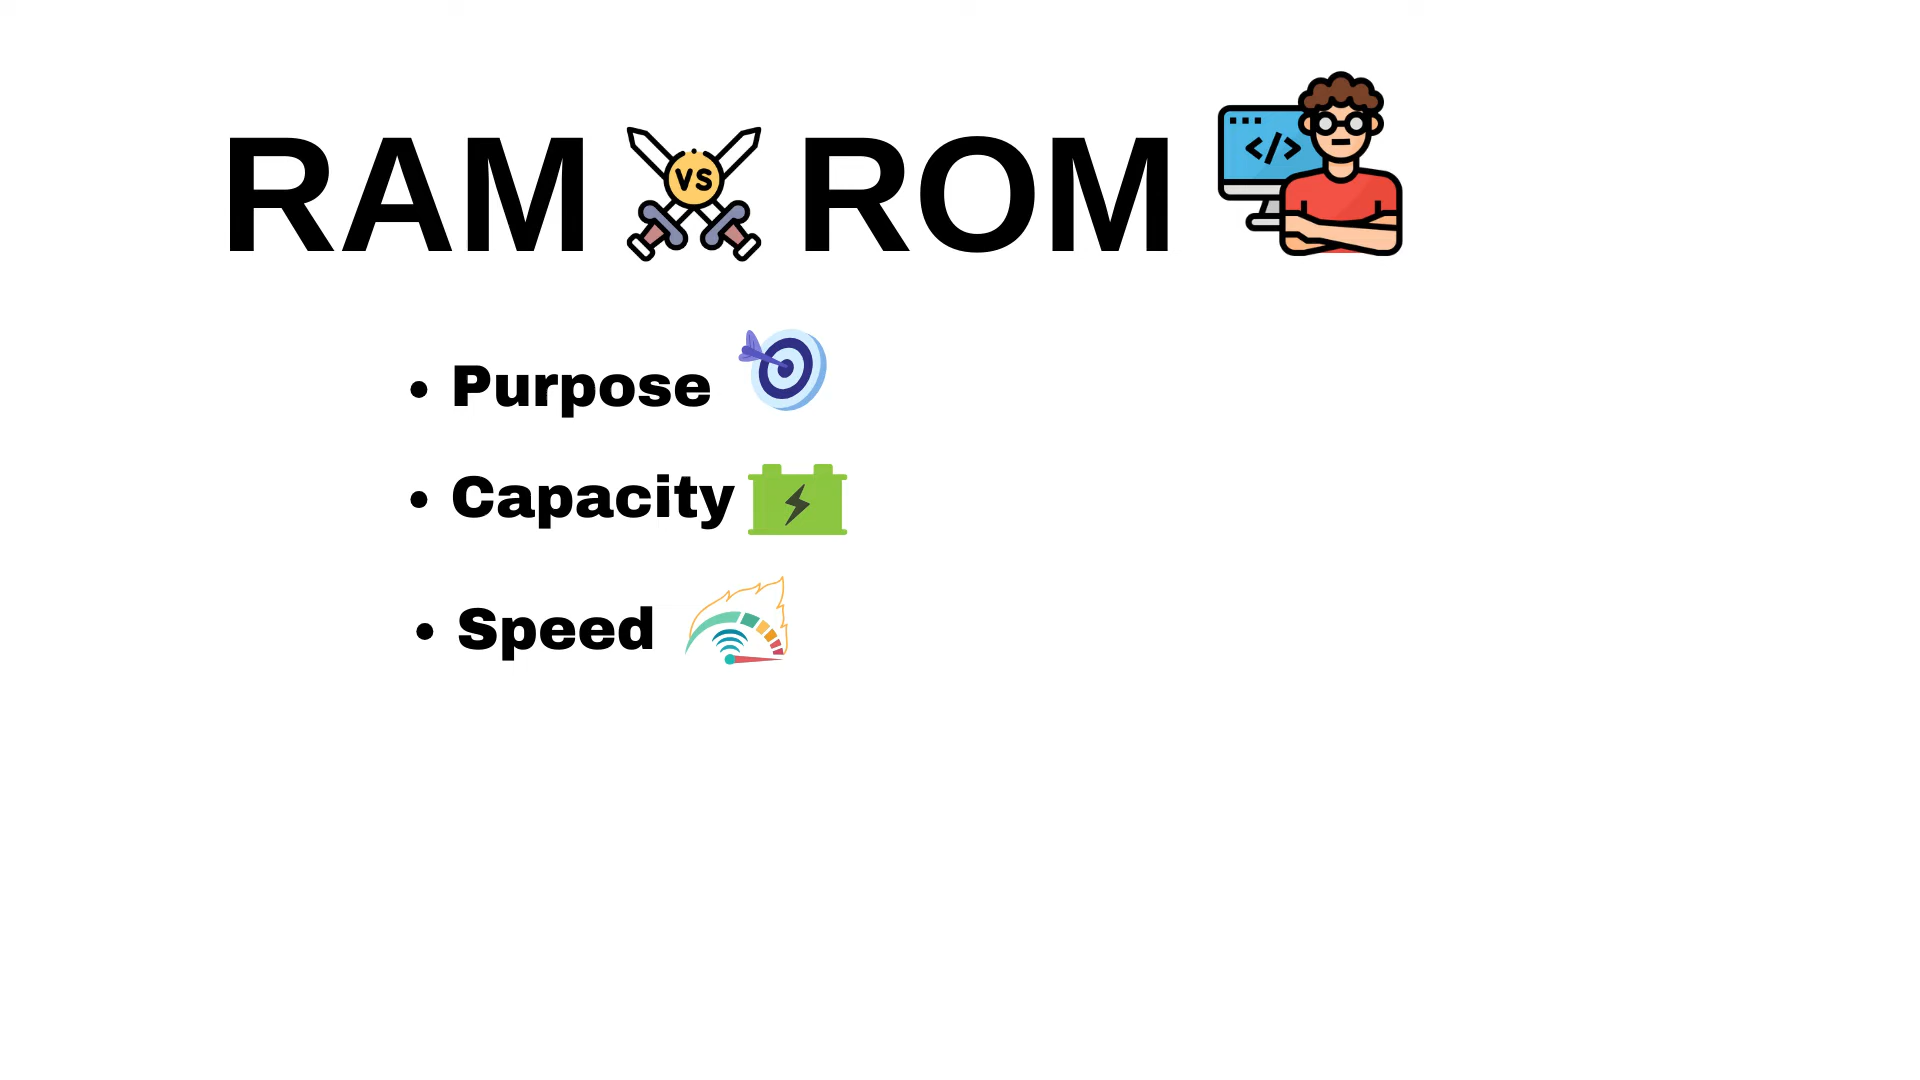 RAM VS ROM
</>
• Purpose
• Capacity
• Speed